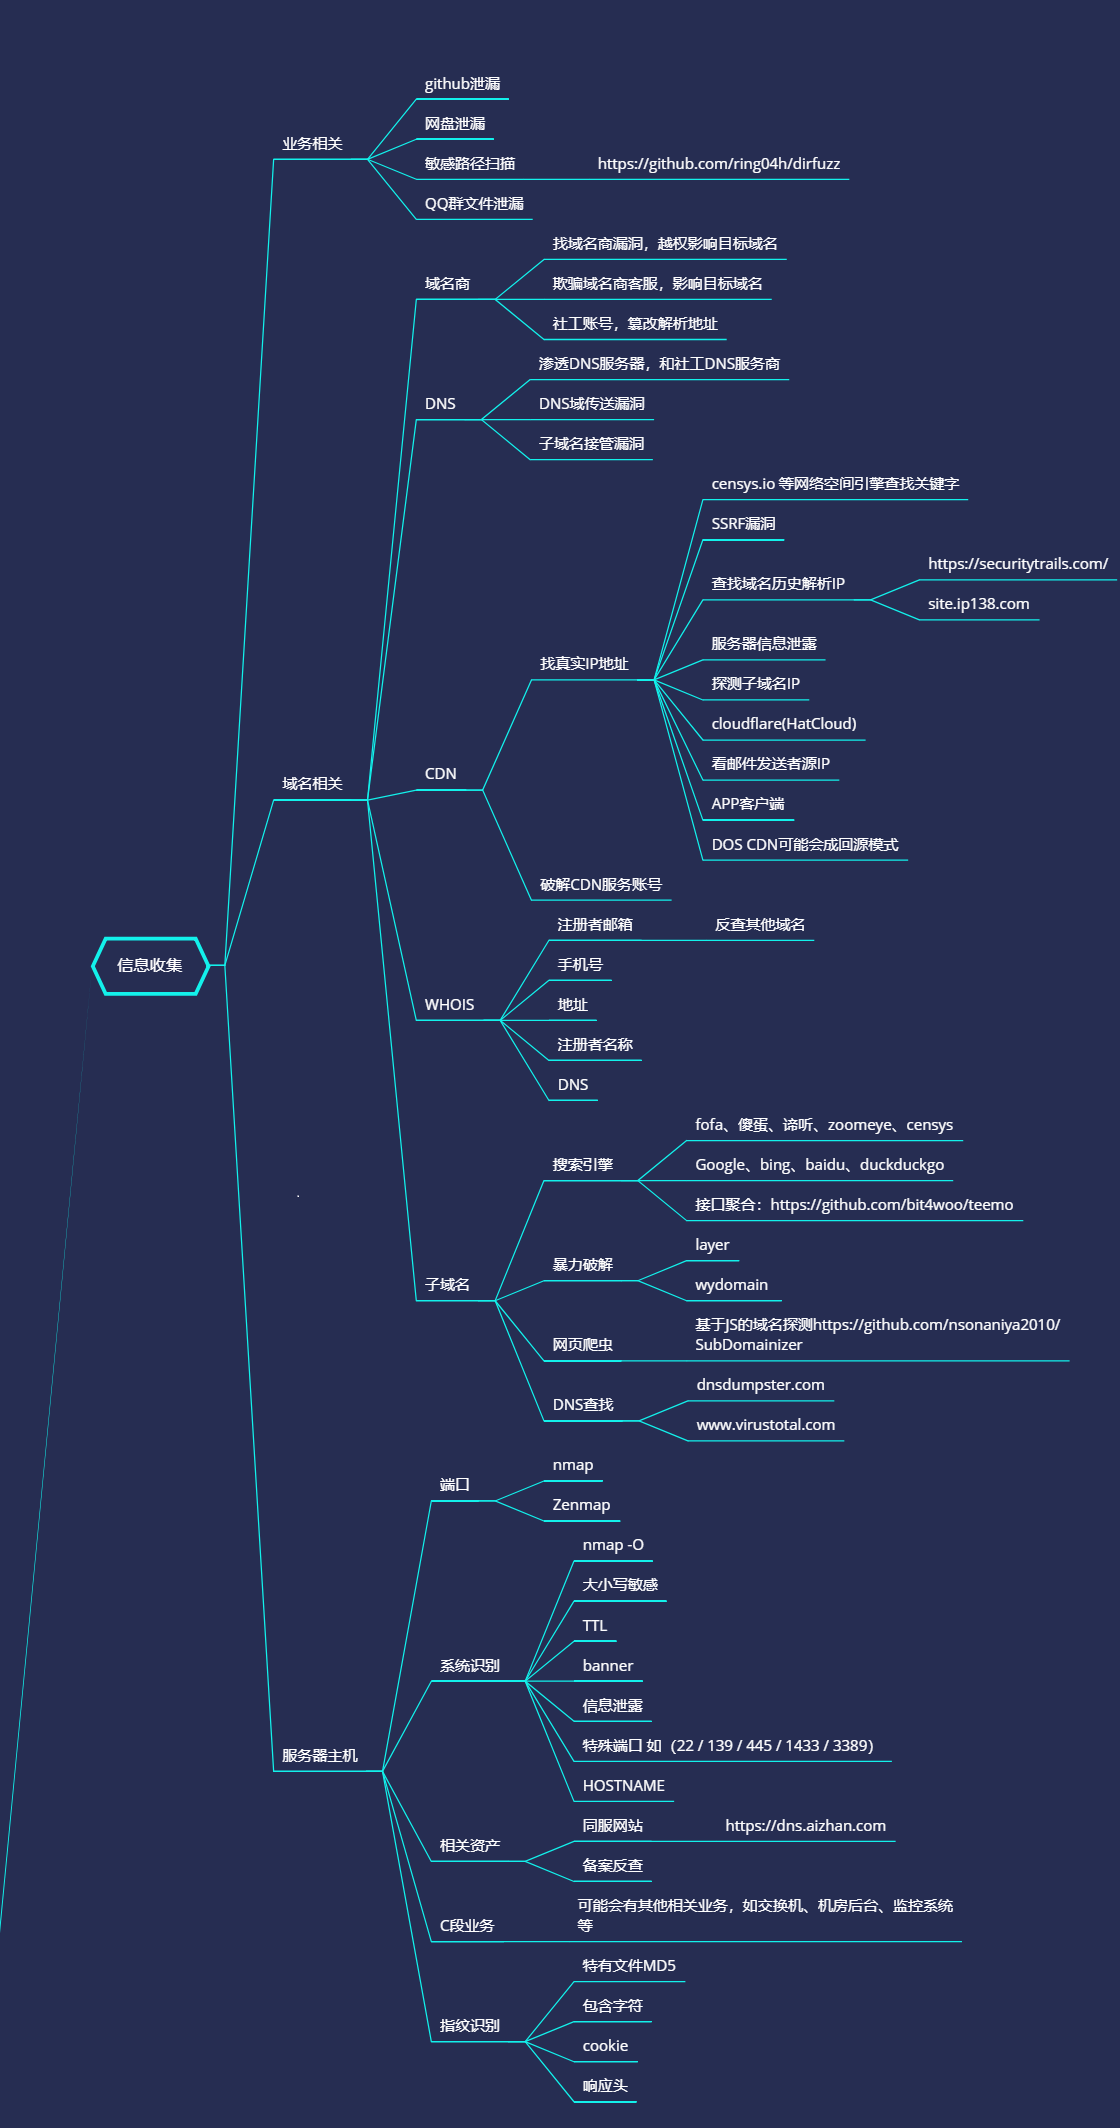 github泄漏
网盘泄漏
业务相关
敏感路径扫描
https://github.com/ring04h/dirfuzz
QQ群文件泄漏
找域名商漏洞，越权影响目标域名
域名商
欺骗域名商客服，影响目标域名
社工账号，篡改解析地址
渗透DNS服务器，和社工DNS服务商
DNS
DNS域传送漏洞
子域名接管漏洞
censys.io 等网络空间引擎查找关键字
SSRF漏洞
https://securitytrails.com/
查找域名历史解析IP
site.ip138.com
服务器信息泄露
找真实IP地址
探测子域名IP
cloudflare(HatCloud)
看邮件发送者源IP
域名相关
CDN
APP客户端
DOS CDN可能会成回源模式
破解CDN服务账号
注册者邮箱
反查其他域名
信息收集
手机号
WHOIS
地址
注册者名称
DNS
fofa、傻蛋、谛听、zoomeye、censys
搜索引擎
Google、bing、baidu、duckduckgo
接口聚合：https://github.com/bit4woo/teemo
layer
暴力破解
子域名
wydomain
基于JS的域名探测https://github.com/nsonaniya2010/
SubDomainizer
网页爬虫
dnsdumpster.com
DNS查找
www.virustotal.com
nmap
端口
Zenmap
nmap -O
大小写敏感
TTL
系统识别
banner
信息泄露
特殊端口 如（22 / 139 / 445 / 1433 / 3389）
服务器主机
HOSTNAME
同服网站
https://dns.aizhan.com
相关资产
备案反查
可能会有其他相关业务，如交换机、机房后台、监控系统
等
C段业务
特有文件MD5
包含字符
指纹识别
cookie
响应头